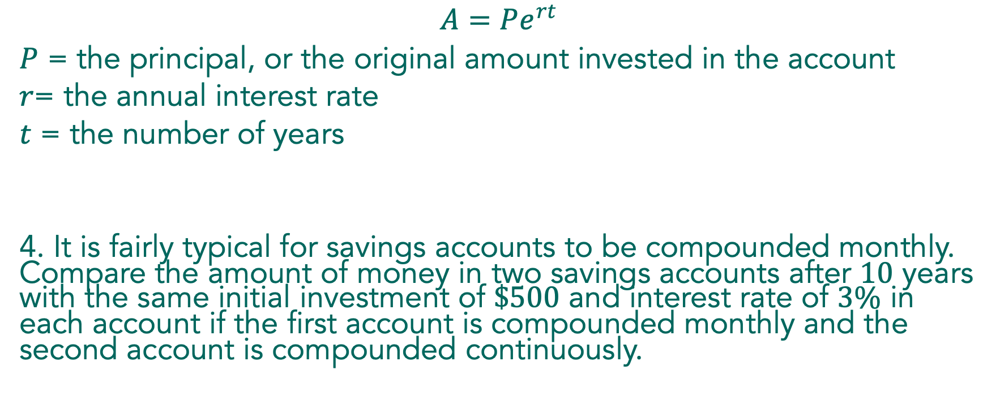 A = Pe^{rt}
P = the principal, or the original amount invested in the account
r= the annual interest rate
t = the number of years
4. It is fairly typical for savings accounts to be compounded monthly.
Compare the amount of money in two savings accounts after 10 years
with the same initial investment of $500 and interest rate of 3% in
each account if the first account is compounded monthly and the
second account is compounded continuously.